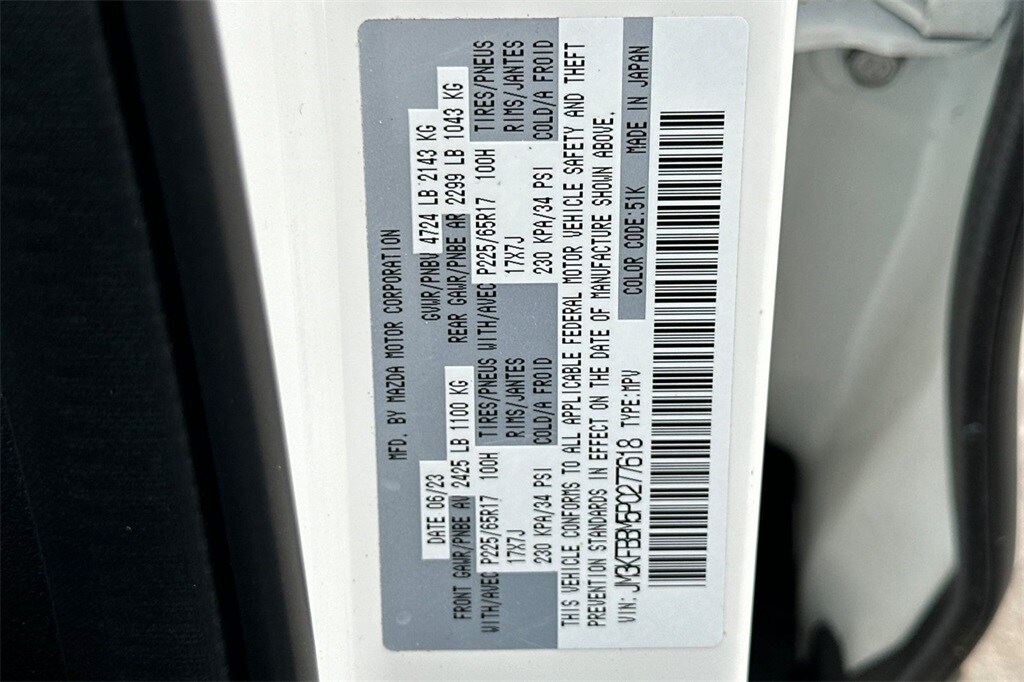 MFD. BY MAZDA MOTOR CORPORATION
DATE 06/23 GVWR/PNBV 4724 LB 2143 KG
FRONT GAWR/PNBE AV 2425 LB 1100 KG REAR GAWR/PNBE AR 2299 LB 1043 KG
WITH/AVEC P225/65R17 100H TIRES/PNEUS WITH/AVEC P225/65R17 100H TIRES/PNEUS
17X7J RIMS/JANTES 17X7J RIMS/JANTES
230 KPA/34 PSI COLD/A FROID 230 KPA/34 PSI COLD/A FROID
THIS VEHICLE CONFORMS TO ALL APPLICABLE FEDERAL MOTOR VEHICLE SAFETY AND THEFT
PREVENTION STANDARDS IN EFFECT ON THE DATE OF MANUFACTURE SHOWN ABOVE.
VIN: JM3KFBBM5P0277618 TYPE:MPV COLOR CODE:51K MADE IN JAPAN